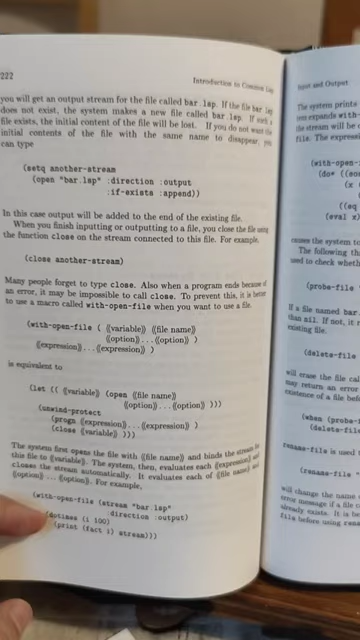 222
Introduction to Common Lisp
you will get an output stream for the file called bar.lsp. If the file bar.lsp
does not exist, the system makes a new file called bar.lsp. If such a
file exists, the initial content of the file will be lost. If you do not want the
initial contents of the file with the same name to disappear, you
can type
(setq another-stream
(open "bar.lsp" :direction :output
:if-exists :append))
In this case output will be added to the end of the existing file.
When you finish inputting or outputting to a file, you close the file using
the function close on the stream connected to this file. For example,
(close another-stream)
Many people forget to type close. Also when a program ends because of
an error, it may be impossible to call close. To prevent this, it is better
to use a macro called with-open-file when you want to use a file.
(with-open-file ( ⟪variable⟫ ⟪file name⟫
⟪option⟫...⟪option⟫ )
⟪expression⟫...⟪expression⟫ )
is equivalent to
(let (( ⟪variable⟫ (open ⟪file name⟫
⟪option⟫...⟪option⟫ )))
(unwind-protect
(progn ⟪expression⟫...⟪expression⟫ )
(close ⟪variable⟫ )))
The system first opens the file with ⟪file name⟫ and binds the stream for
this file to ⟪variable⟫. The system, then, evaluates each ⟪expression⟫ and
closes the stream automatically. It evaluates each of ⟪file name⟫ and
⟪option⟫ ... ⟪option⟫. For example,
(with-open-file (stream "bar.lsp"
:direction :output)
(dotimes (i 100)
(print (fact i) stream)))
Input and Output
The system prints
tem expands with-
the stream will be
file. The expressi
(with-open-
(do* ((eo
(x
((eq
(eval x)
causes the system to
The following th
used to check wheth
(probe-file
If a file named bar.
than nil. If not, it r
existing file.
(delete-file
will erase the file cal
may return an error
existence of a file befo
(when (probe-f
(delete-file
rename-file is used t
(rename-file "
will change the name
error message if a file c
already exists. It is be
file before using rena